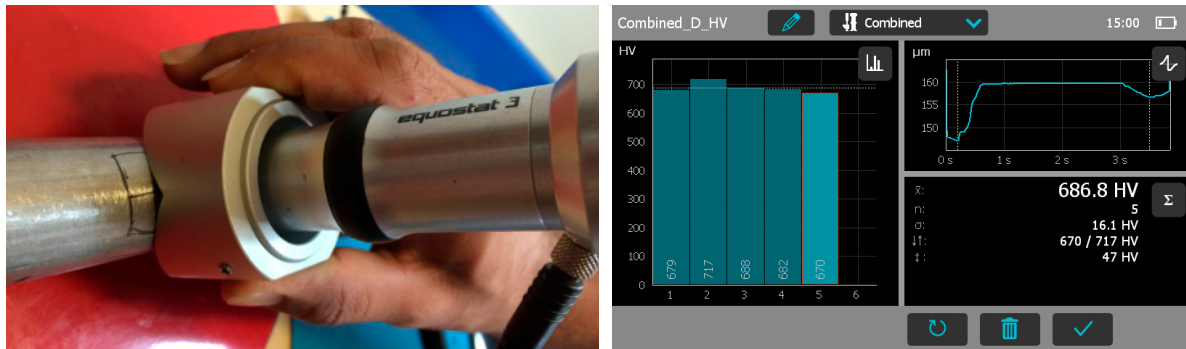 equostat 3
Combined_D_HV
Combined
15:00
HV
700
600
500
400
300
200
100
0
679
717
688
682
670
1 2 3 4 5 6
µm
160
155
150
0 s 1 s 2 s 3 s
x̄: 686.8 HV
n: 5
σ: 16.1 HV
↓↑: 670 / 717 HV
↕: 47 HV
Σ